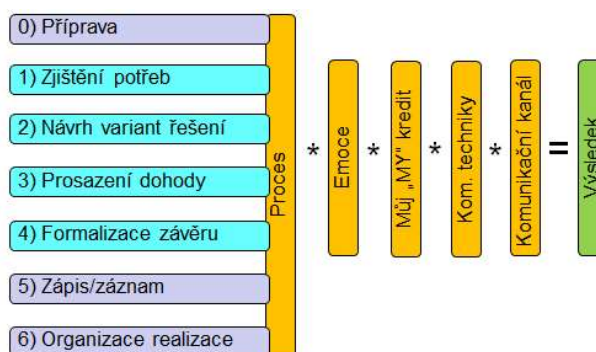 0) Příprava
1) Zjištění potřeb
2) Návrh variant řešení
3) Prosazení dohody
4) Formalizace závěru
5) Zápis/záznam
6) Organizace realizace
Proces
*
Emoce
*
Můj „MY“ kredit
*
Kom. techniky
*
Komunikační kanál
=
Výsledek